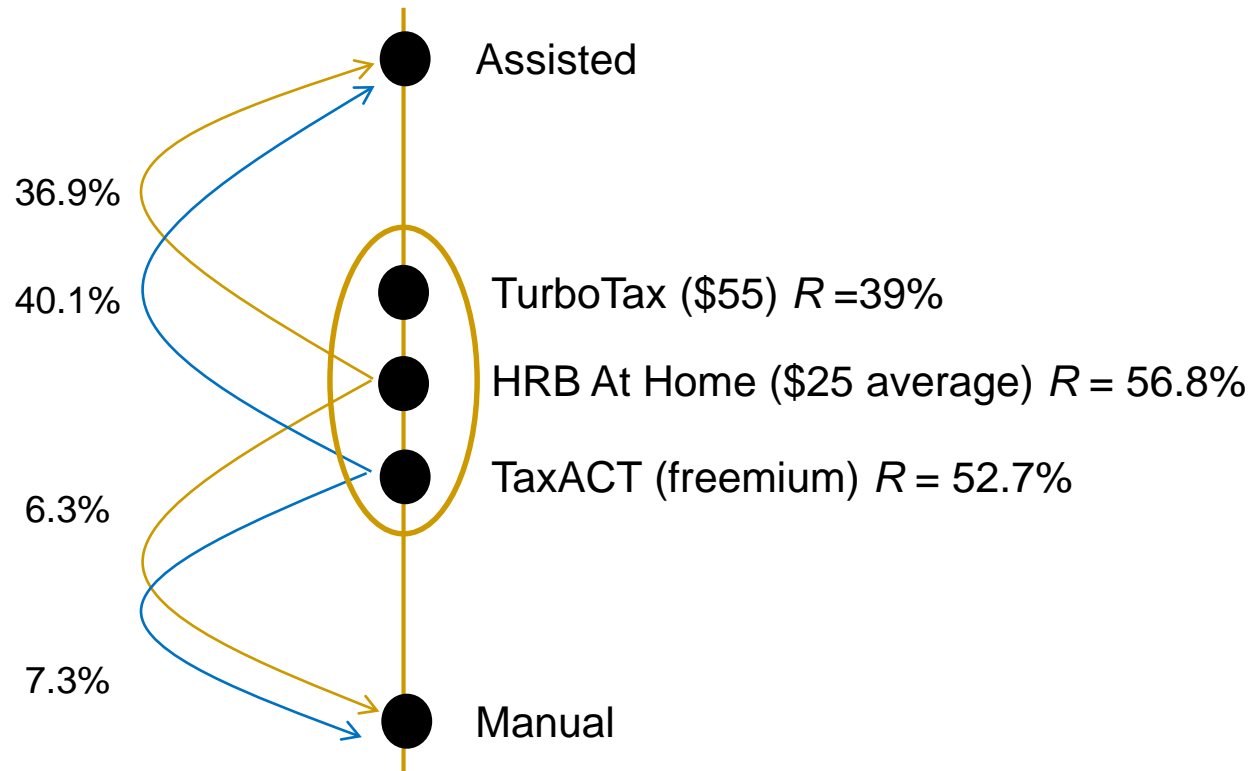 Assisted
36.9%
40.1%
TurboTax ($55) R =39%
HRB At Home ($25 average) R = 56.8%
TaxACT (freemium) R = 52.7%
6.3%
7.3%
Manual